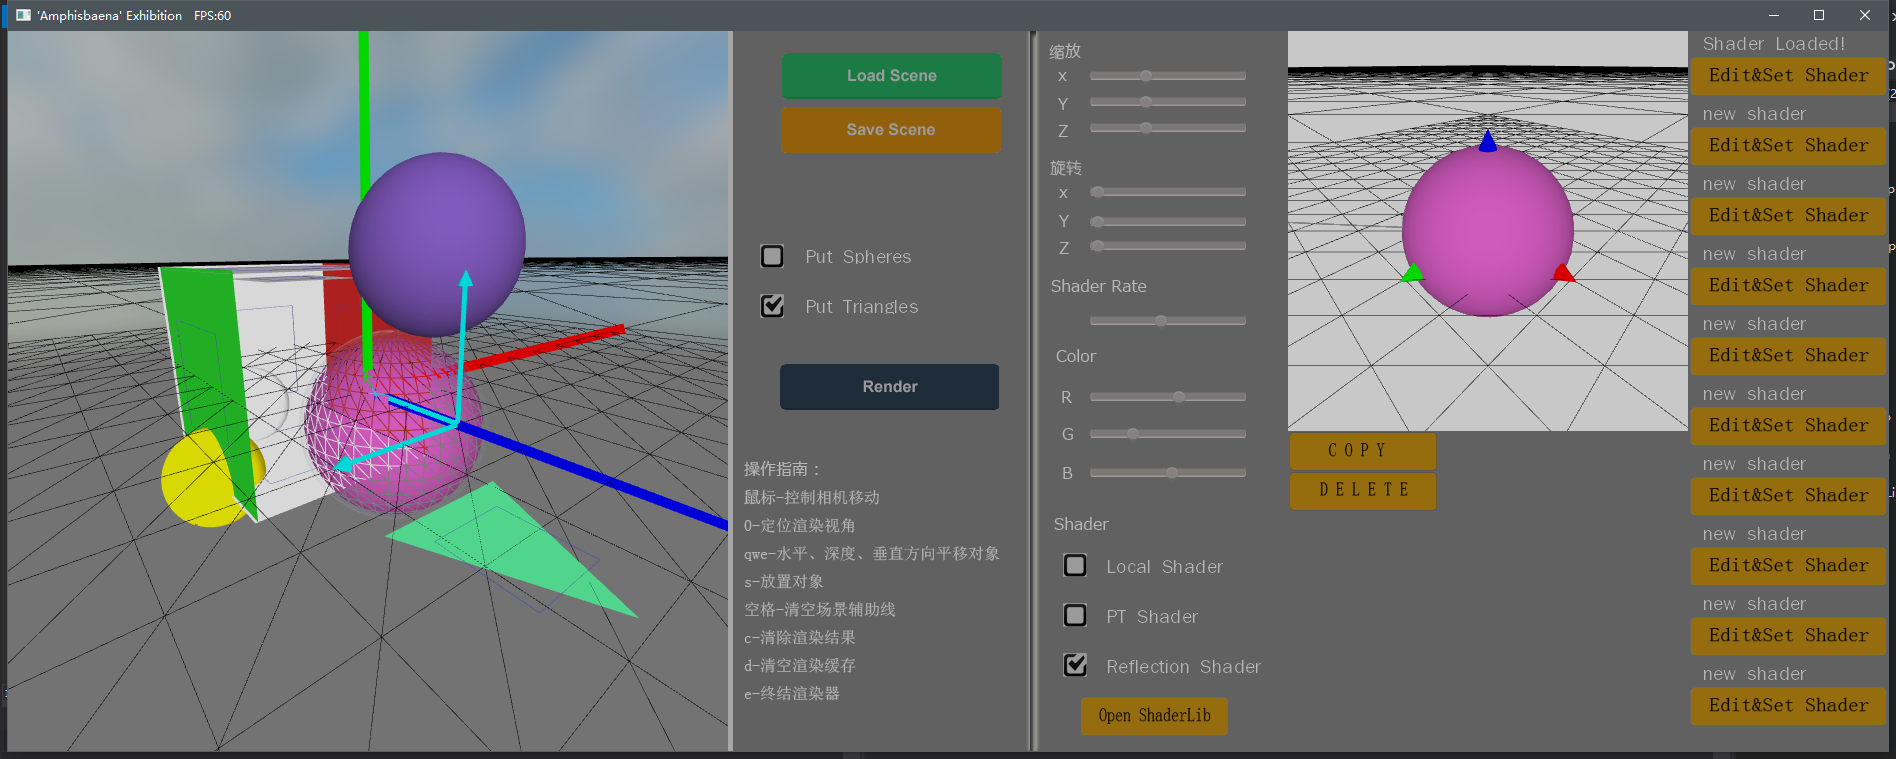 'Amphisbaena' Exhibition FPS:60
Load Scene
Save Scene
Put Spheres
Put Triangles
Render
操作指南：
鼠标-控制相机移动
0-定位渲染视角
qwe-水平、深度、垂直方向平移对象
s-放置对象
空格-清空场景辅助线
c-清除渲染结果
d-清空渲染缓存
e-终结渲染器
缩放
X
Y
Z
旋转
X
Y
Z
Shader Rate
Color
R
G
B
Shader
Local Shader
PT Shader
Reflection Shader
Open ShaderLib
COPY
DELETE
Shader Loaded!
Edit&Set Shader
new shader
Edit&Set Shader
new shader
Edit&Set Shader
new shader
Edit&Set Shader
new shader
Edit&Set Shader
new shader
Edit&Set Shader
new shader
Edit&Set Shader
new shader
Edit&Set Shader
new shader
Edit&Set Shader
new shader
Edit&Set Shader